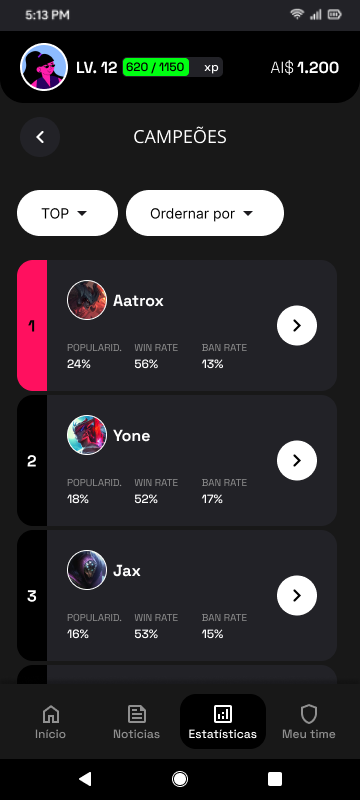 5:13 PM
LV. 12 620 / 1150 xp AI$ 1.200
CAMPEÕES
TOP Ordernar por
1 Aatrox
POPULARID. WIN RATE BAN RATE
24% 56% 13%
2 Yone
POPULARID. WIN RATE BAN RATE
18% 52% 17%
3 Jax
POPULARID. WIN RATE BAN RATE
16% 53% 15%
Início Noticias Estatísticas Meu time